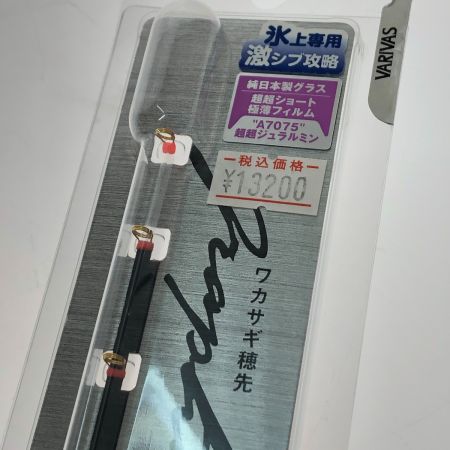 VARIVAS
氷上専用
激シブ攻略
純日本製グラス
超超ショート
極薄フィルム
"A7075"
超超ジュラルミン
税込価格
¥13200
ワカサギ穂先